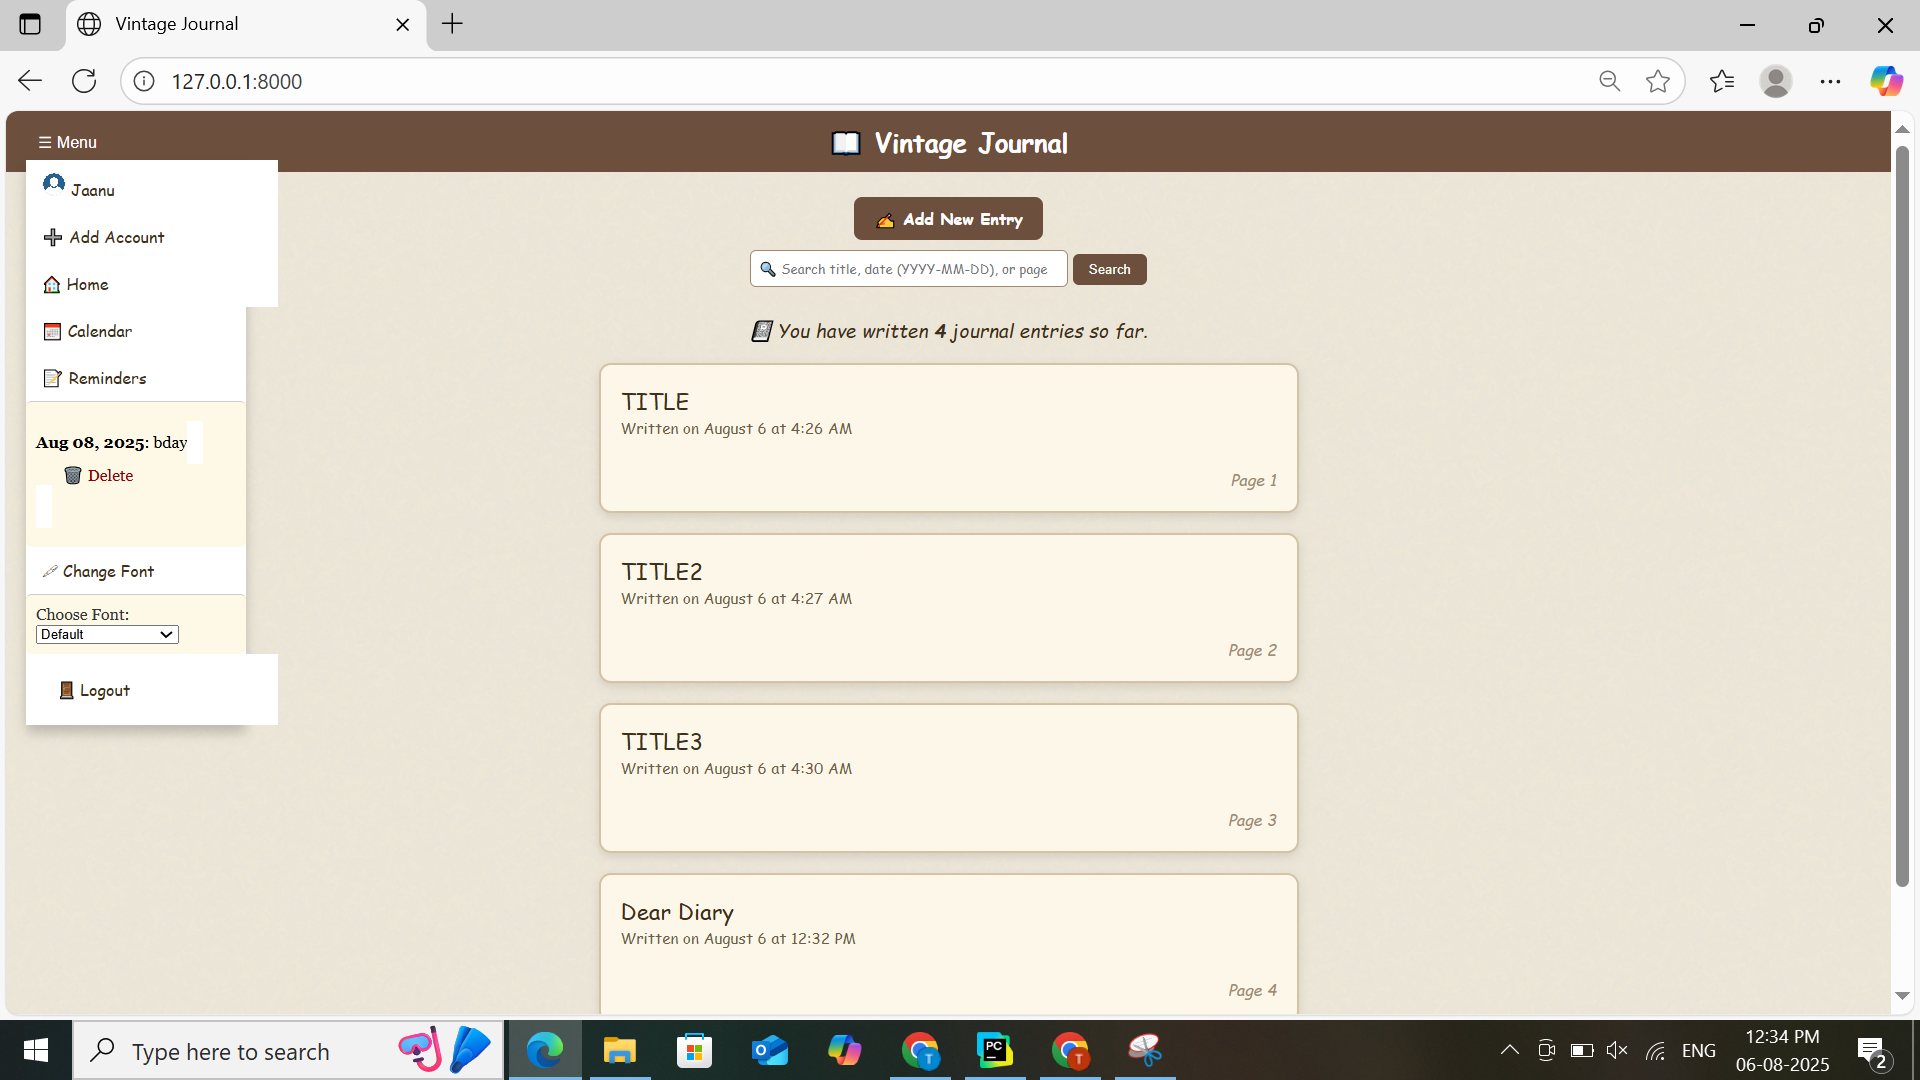 Vintage Journal
127.0.0.1:8000
☰ Menu
Vintage Journal
Jaanu
Add Account
Home
Calendar
Reminders
Aug 08, 2025: bday
Delete
Change Font
Choose Font:
Default
Logout
Add New Entry
Search title, date (YYYY-MM-DD), or page
Search
You have written 4 journal entries so far.
TITLE
Written on August 6 at 4:26 AM
Page 1
TITLE2
Written on August 6 at 4:27 AM
Page 2
TITLE3
Written on August 6 at 4:30 AM
Page 3
Dear Diary
Written on August 6 at 12:32 PM
Page 4
Type here to search
PC
T
T
ENG
12:34 PM
06-08-2025
2